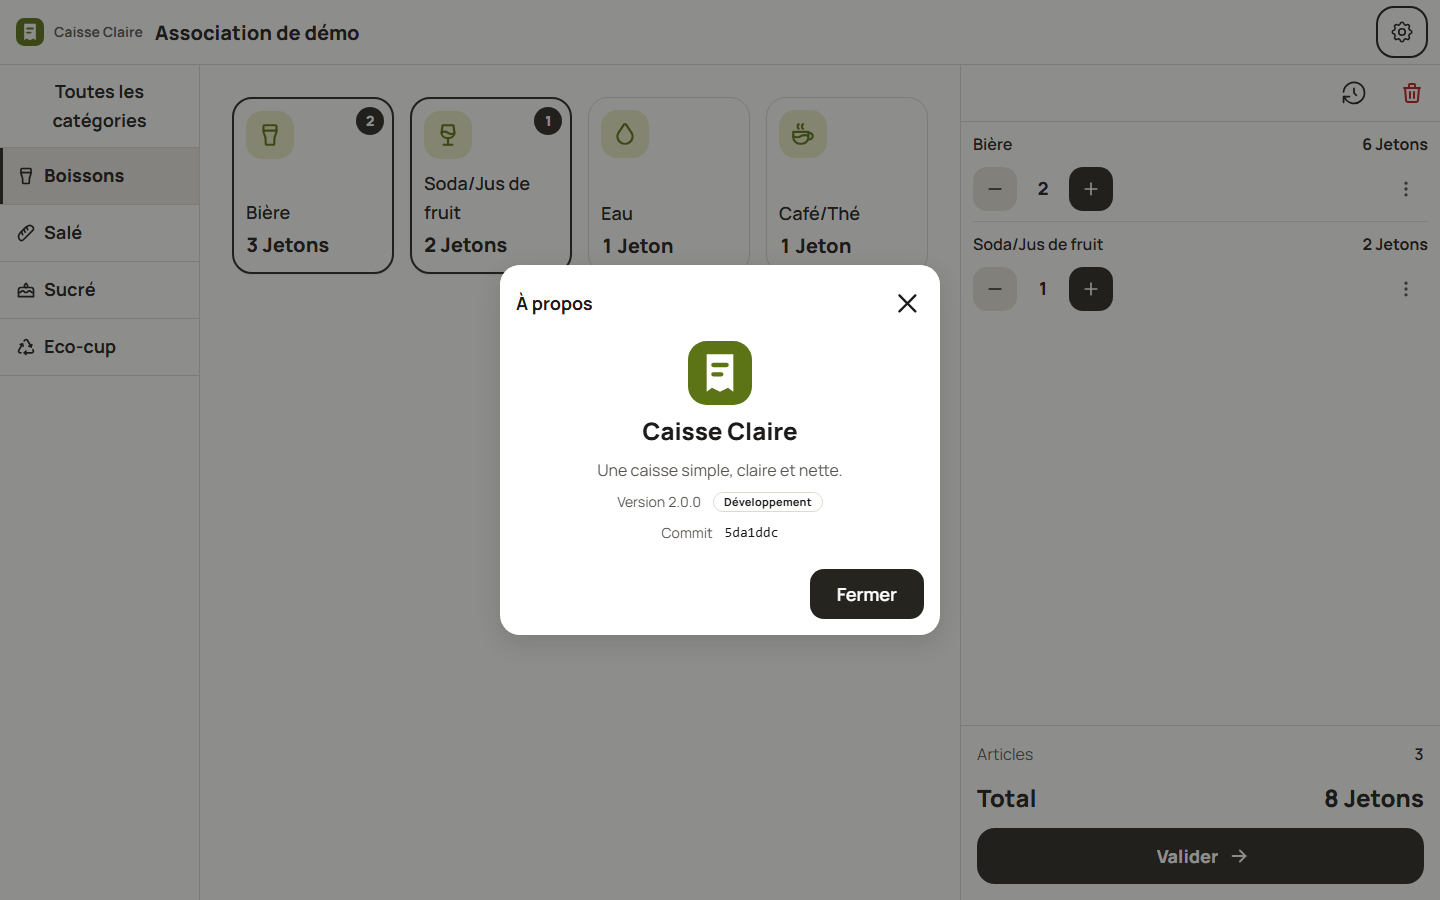 Caisse Claire
Association de démo
Toutes les
catégories
Boissons
Salé
Sucré
Eco-cup
2
Bière
3 Jetons
1
Soda/Jus de
fruit
2 Jetons
Eau
1 Jeton
Café/Thé
1 Jeton
Bière
6 Jetons
2
Soda/Jus de fruit
2 Jetons
1
Articles
3
Total
8 Jetons
Valider
À propos
Caisse Claire
Une caisse simple, claire et nette.
Version 2.0.0
Développement
Commit 5da1ddc
Fermer